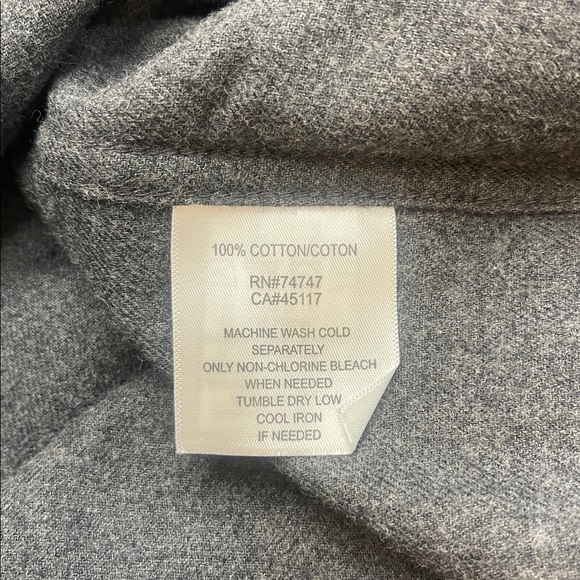 100% COTTON/COTON
RN#74747
CA#45117
MACHINE WASH COLD
SEPARATELY
ONLY NON-CHLORINE BLEACH
WHEN NEEDED
TUMBLE DRY LOW
COOL IRON
IF NEEDED